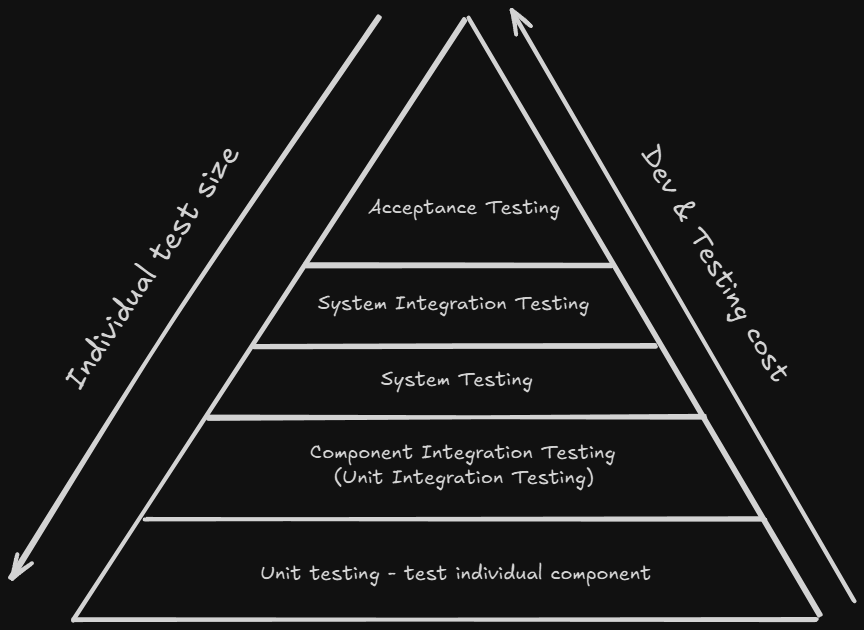 Individual test size
Dev & Testing cost
Acceptance Testing
System Integration Testing
System Testing
Component Integration Testing
(Unit Integration Testing)
Unit testing - test individual component